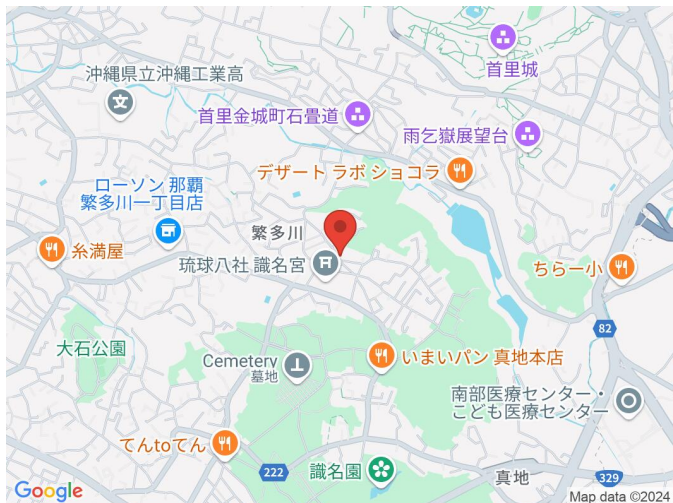 首里城
沖縄県立沖縄工業高
首里金城町石畳道
雨乞嶽展望台
デザート ラボ ショコラ
ローソン 那覇
繁多川一丁目店
繁多川
糸満屋
琉球八社 識名宮
ちらー小
82
大石公園
Cemetery
墓地
いまいパン 真地本店
南部医療センター・
こども医療センター
てんtoてん
222
識名園
真地
329
Google
Map data ©2024